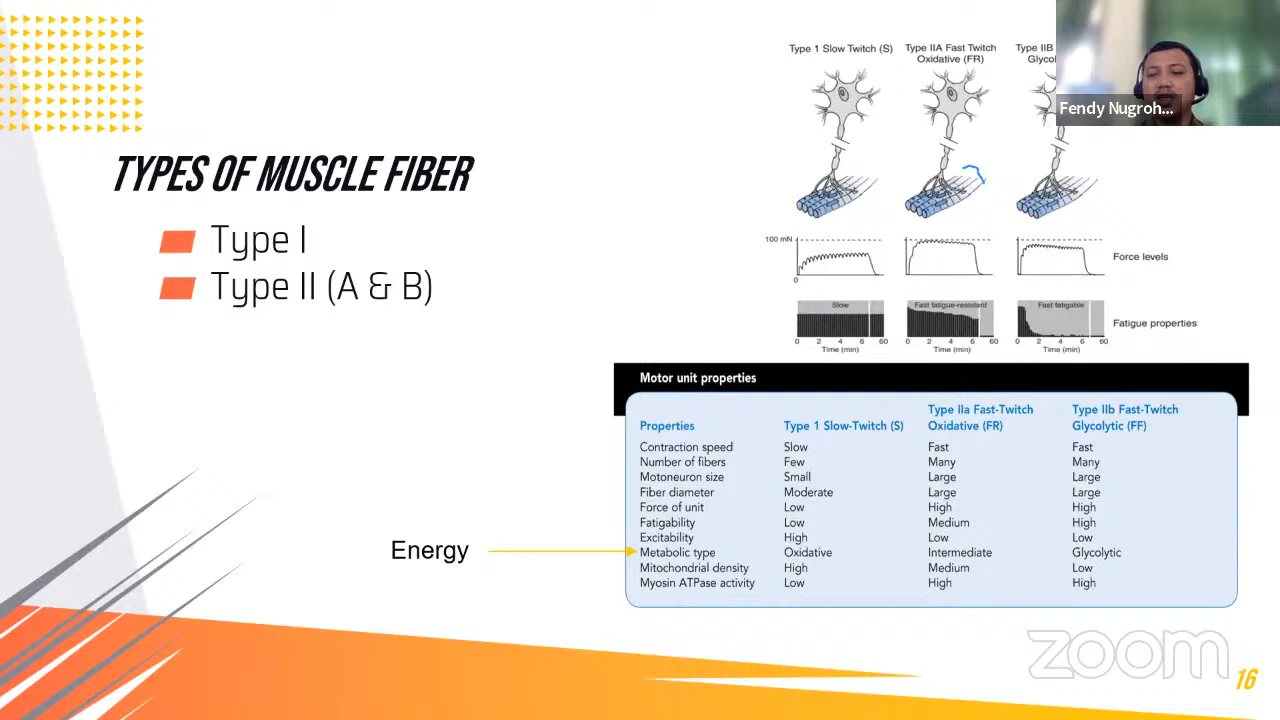 TYPES OF MUSCLE FIBER
Type I
Type II (A & B)
Energy
Type 1 Slow Twitch (S)
Type IIA Fast Twitch
Oxidative (FR)
Type IIB
Fendy Nugroh...
100 mN
0
Force levels
Slow
Fast fatigue-resistant
Fast fatigable
Fatigue properties
0 2 4 6 60
Time (min)
0 2 4 6 60
Time (min)
0 2 4 6 60
Time (min)
Motor unit properties
Properties Type 1 Slow-Twitch (S) Type IIa Fast-Twitch Oxidative (FR) Type IIb Fast-Twitch Glycolytic (FF)
Contraction speed Slow Fast Fast
Number of fibers Few Many Many
Motoneuron size Small Large Large
Fiber diameter Moderate Large Large
Force of unit Low High High
Fatigability Low Medium High
Excitability High Low Low
Metabolic type Oxidative Intermediate Glycolytic
Mitochondrial density High Medium Low
Myosin ATPase activity Low High High
zoom
16